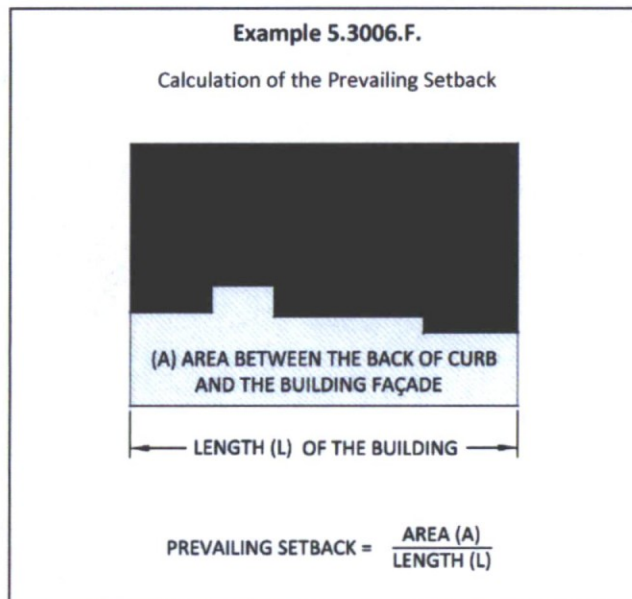 Example 5.3006.F.
Calculation of the Prevailing Setback
(A) AREA BETWEEN THE BACK OF CURB
AND THE BUILDING FAÇADE
LENGTH (L) OF THE BUILDING
PREVAILING SETBACK = AREA (A)
LENGTH (L)